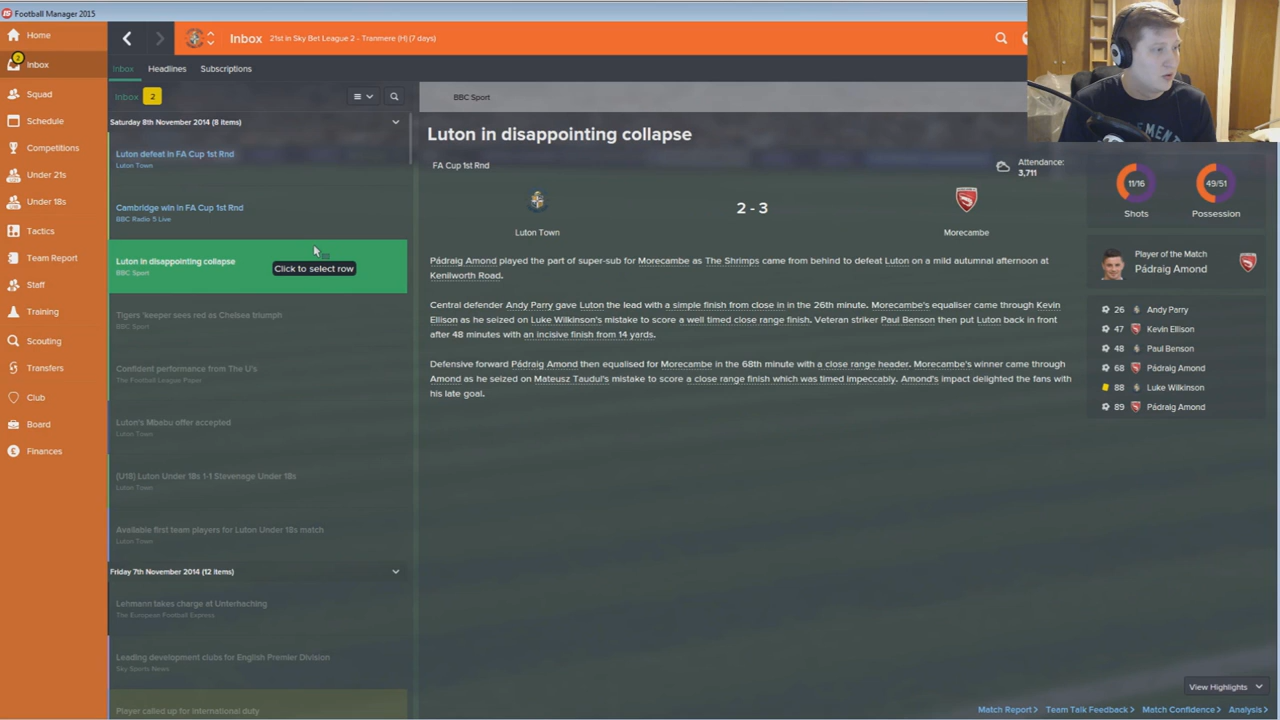 Football Manager 2015
Home
2
Inbox
Squad
Schedule
Competitions
Under 21s
Under 18s
Tactics
Team Report
Staff
Training
Scouting
Transfers
Club
Board
Finances
Inbox 21st in Sky Bet League 2 - Tranmere (H) (7 days)
Inbox Headlines Subscriptions
Inbox 2
Saturday 8th November 2014 (8 items)
Luton defeat in FA Cup 1st Rnd
Luton Town
Cambridge win in FA Cup 1st Rnd
BBC Radio 5 Live
Luton in disappointing collapse
BBC Sport
Click to select row
Tigers 'keeper sees red as Chelsea triumph
BBC Sport
Confident performance from The U's
The Football League Paper
Luton's Mbabu offer accepted
Luton Town
(U18) Luton Under 18s 1-1 Stevenage Under 18s
Luton Town
Available first team players for Luton Under 18s match
Luton Town
Friday 7th November 2014 (12 items)
Lehmann takes charge at Unterhaching
The European Football Express
Leading development clubs for English Premier Division
Sky Sports News
Player called up for international duty
BBC Sport
Luton in disappointing collapse
FA Cup 1st Rnd
Attendance:
3,711
2 - 3
Luton Town
Morecambe
Pádraig Amond played the part of super-sub for Morecambe as The Shrimps came from behind to defeat Luton on a mild autumnal afternoon at
Kenilworth Road.
Central defender Andy Parry gave Luton the lead with a simple finish from close in in the 26th minute. Morecambe's equaliser came through Kevin
Ellison as he seized on Luke Wilkinson's mistake to score a well timed close range finish. Veteran striker Paul Benson then put Luton back in front
after 48 minutes with an incisive finish from 14 yards.
Defensive forward Pádraig Amond then equalised for Morecambe in the 68th minute with a close range header. Morecambe's winner came through
Amond as he seized on Mateusz Taudul's mistake to score a close range finish which was timed impeccably. Amond's impact delighted the fans with
his late goal.
11/16
Shots
49/51
Possession
Player of the Match
Pádraig Amond
26 Andy Parry
47 Kevin Ellison
48 Paul Benson
68 Pádraig Amond
88 Luke Wilkinson
89 Pádraig Amond
View Highlights
Match Report> Team Talk Feedback> Match Confidence> Analysis>